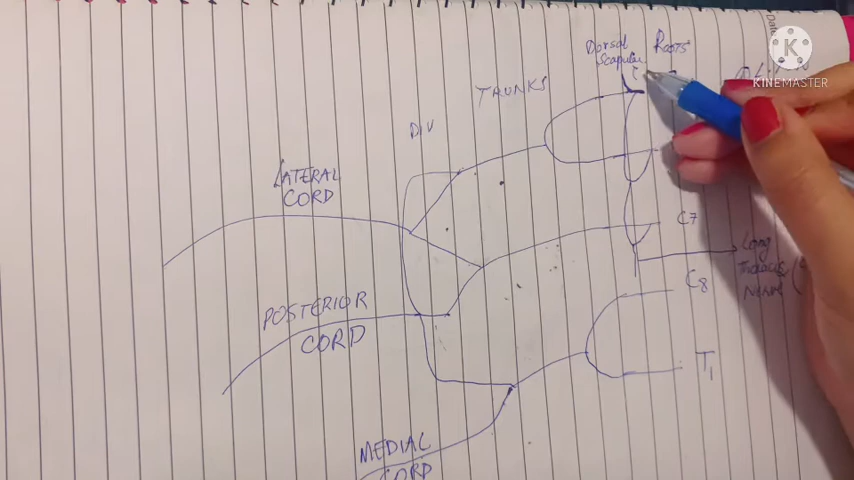 Dorsal
Scapular
Roots
TRUNKS
DIV
LATERAL
CORD
C7
Long
Thoracic
Nerve
C8
POSTERIOR
CORD
T1
MEDIAL
CORD
K
KINEMASTER